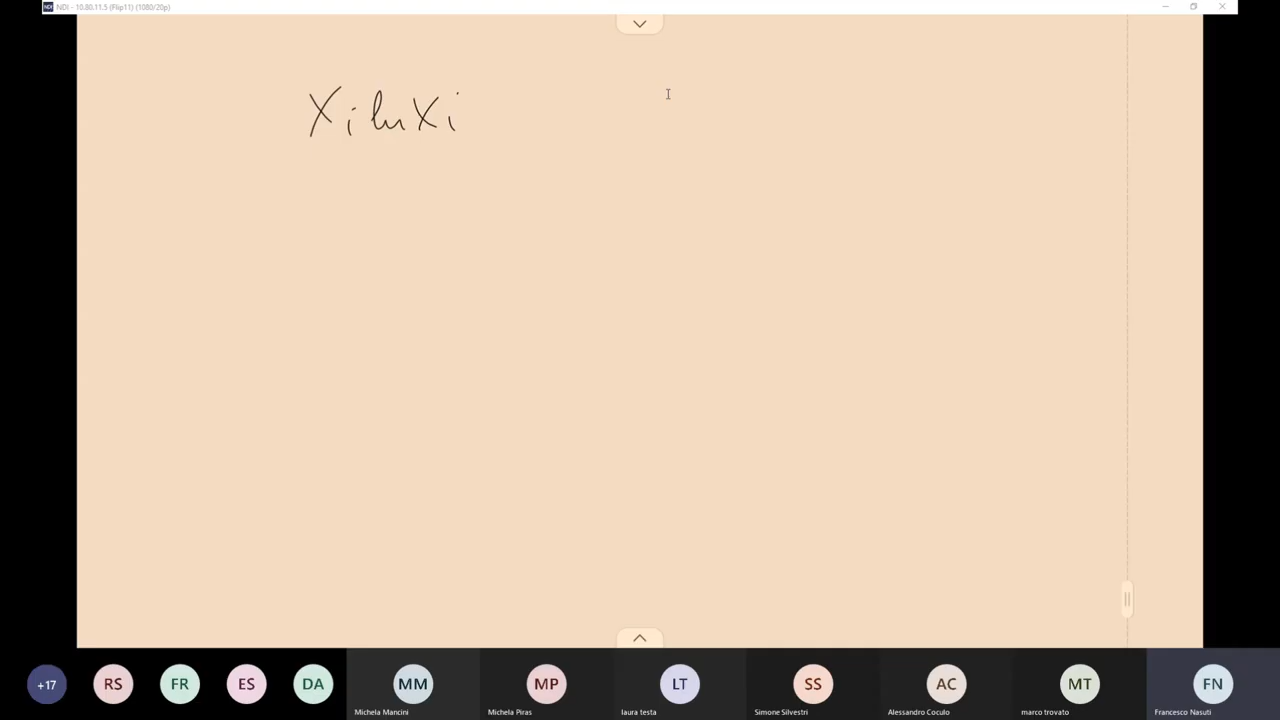 NDI - 10.80.11.5 (Flip11) (1080/20p)
Xi ln Xi
+17
RS
FR
ES
DA
MM
MP
LT
SS
AC
MT
FN
Michela Mancini
Michela Piras
laura testa
Simone Silvestri
Alessandro Coculo
marco trovato
Francesco Nasuti